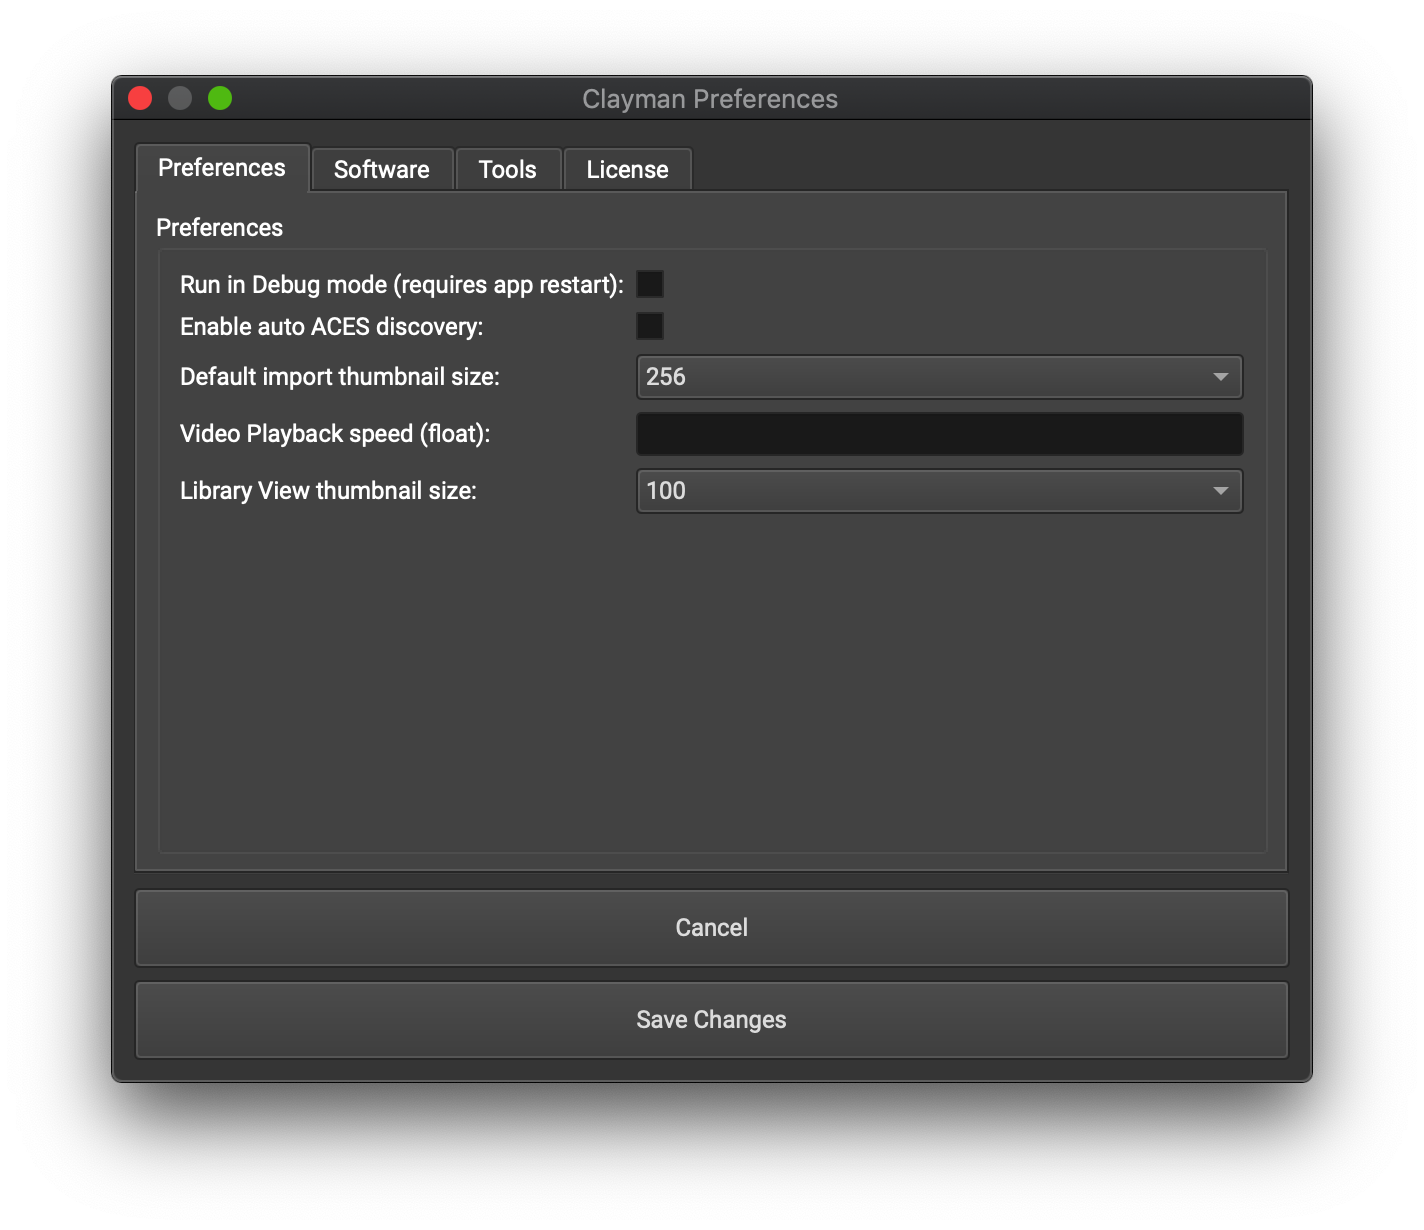 Clayman Preferences
Preferences Software Tools License
Preferences
Run in Debug mode (requires app restart):
Enable auto ACES discovery:
Default import thumbnail size: 256
Video Playback speed (float):
Library View thumbnail size: 100
Cancel
Save Changes